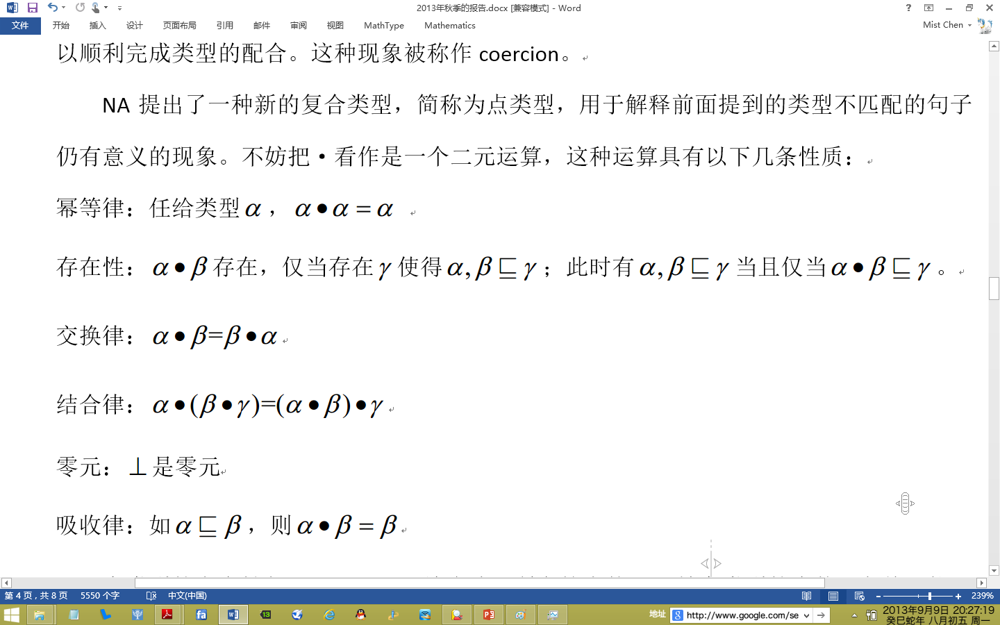 2013年秋季的报告.docx [兼容模式] - Word
文件 开始 插入 设计 页面布局 引用 邮件 审阅 视图 MathType Mathematics Mist Chen
以顺利完成类型的配合。这种现象被称作 coercion。
NA 提出了一种新的复合类型，简称为点类型，用于解释前面提到的类型不匹配的句子
仍有意义的现象。不妨把•看作是一个二元运算，这种运算具有以下几条性质：
幂等律：任给类型α，α•α=α
存在性：α•β存在，仅当存在γ使得α,β⊑γ；此时有α,β⊑γ当且仅当α•β⊑γ。
交换律：α•β=β•α
结合律：α•(β•γ)=(α•β)•γ
零元：⊥是零元
吸收律：如α⊑β，则α•β=β
第 4 页，共 8 页 5550 个字 中文(中国) 239%
13 地址 http://www.google.com/se 2013年9月9日 20:27:19
癸巳蛇年 八月初五 周一